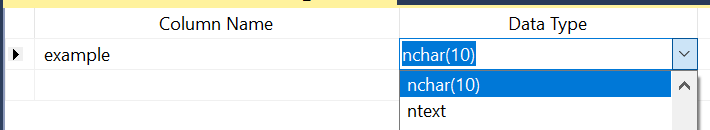 Column Name Data Type
example nchar(10)
nchar(10)
ntext